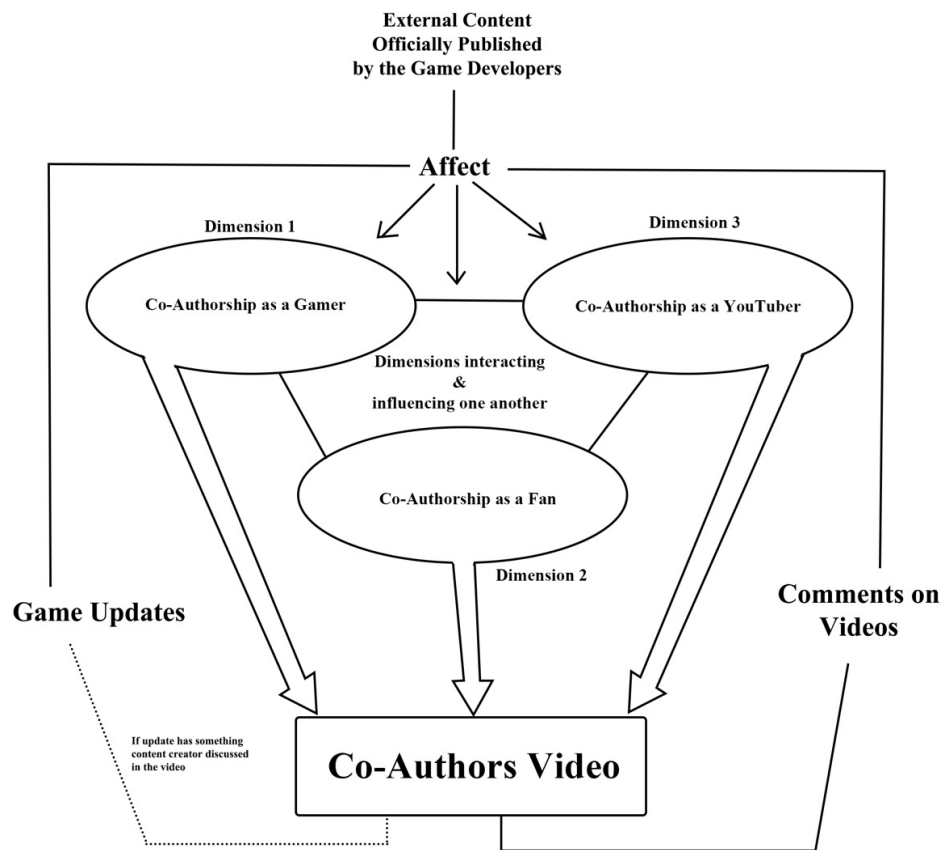 External Content
Officially Published
by the Game Developers
Affect
Dimension 1
Dimension 3
Co-Authorship as a Gamer
Co-Authorship as a YouTuber
Dimensions interacting
&
influencing one another
Co-Authorship as a Fan
Dimension 2
Game Updates
Comments on
Videos
If update has something
content creator discussed
in the video
Co-Authors Video